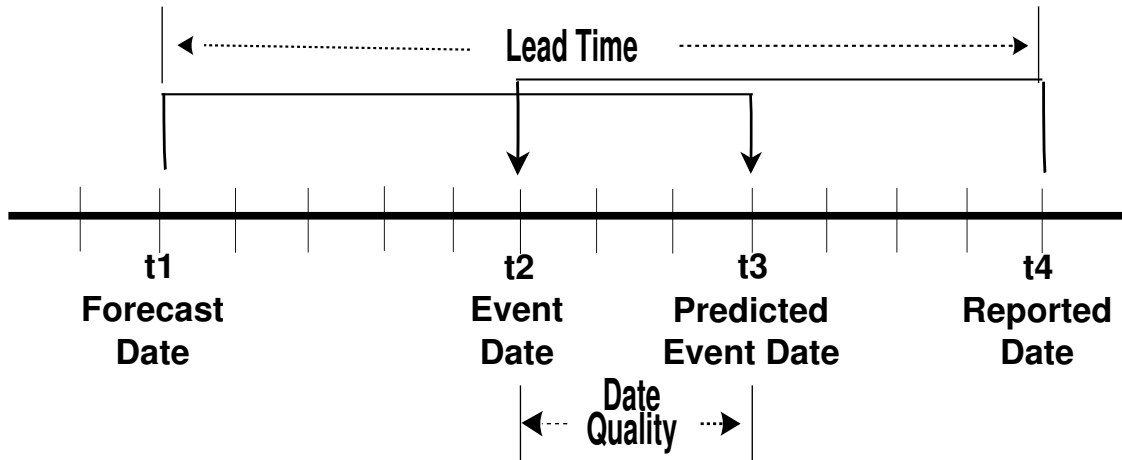 Lead Time
t1 t2 t3 t4
Forecast Event Predicted Reported
Date Date Event Date Date
Date
Quality